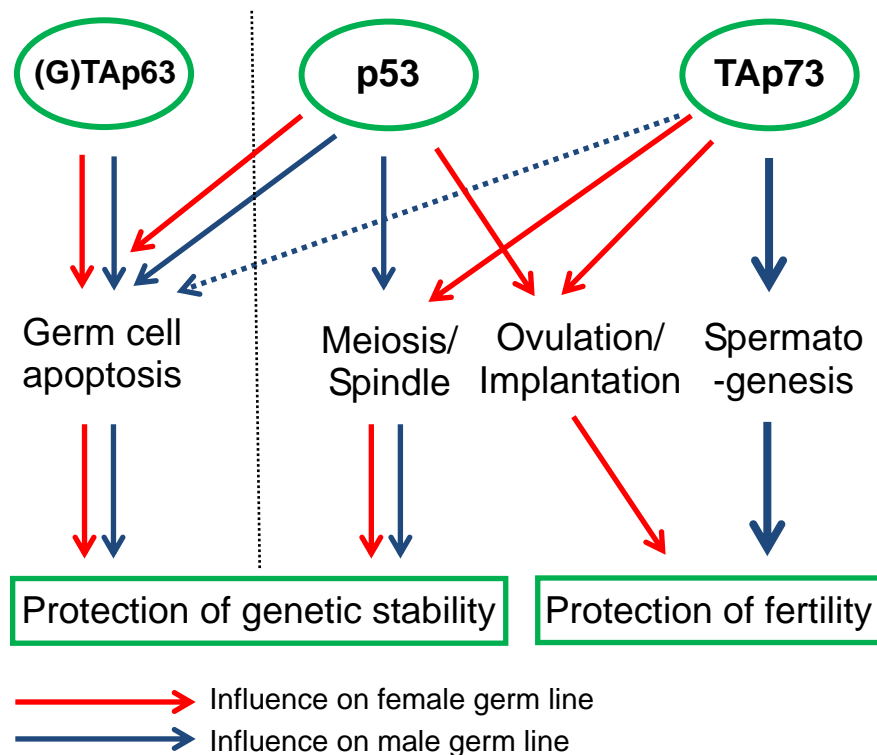 (G)TAp63
p53
TAp73
Germ cell
apoptosis
Meiosis/
Spindle
Ovulation/
Implantation
Spermato
-genesis
Protection of genetic stability
Protection of fertility
Influence on female germ line
Influence on male germ line